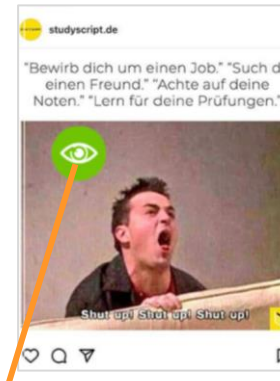 studyscript.de
"Bewirb dich um einen Job." "Such d
einen Freund." "Achte auf deine
Noten." "Lern für deine Prüfungen."
Shut up! Shut up! Shut up!